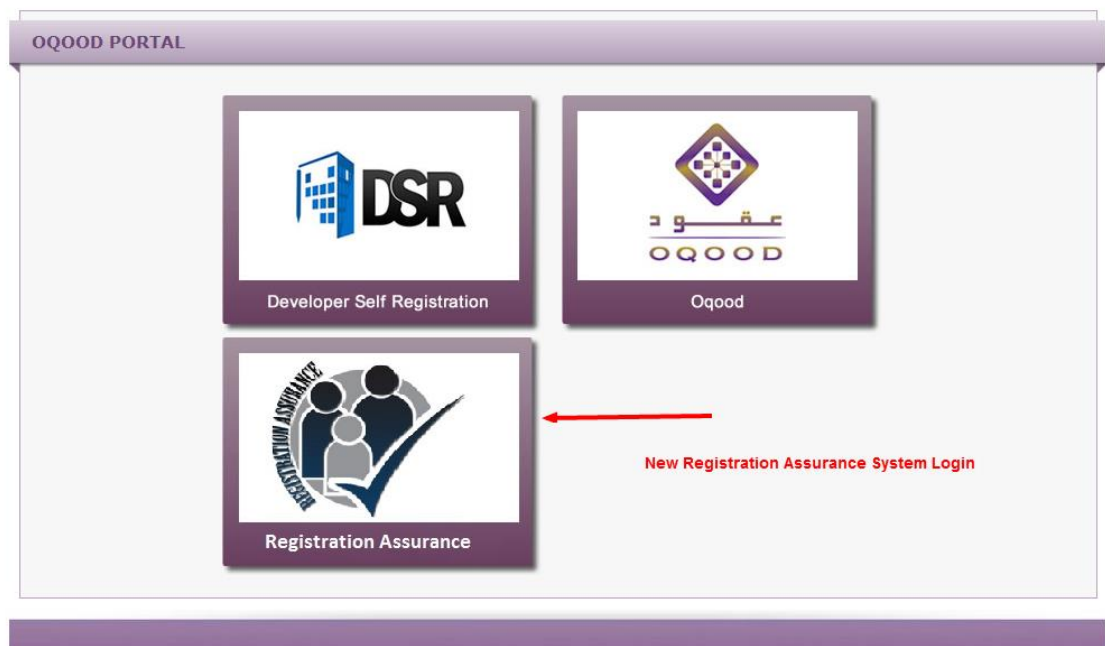 OQOOD PORTAL
DSR
Developer Self Registration
عقود
OQOOD
Oqood
REGISTRATION ASSURANCE
Registration Assurance
New Registration Assurance System Login